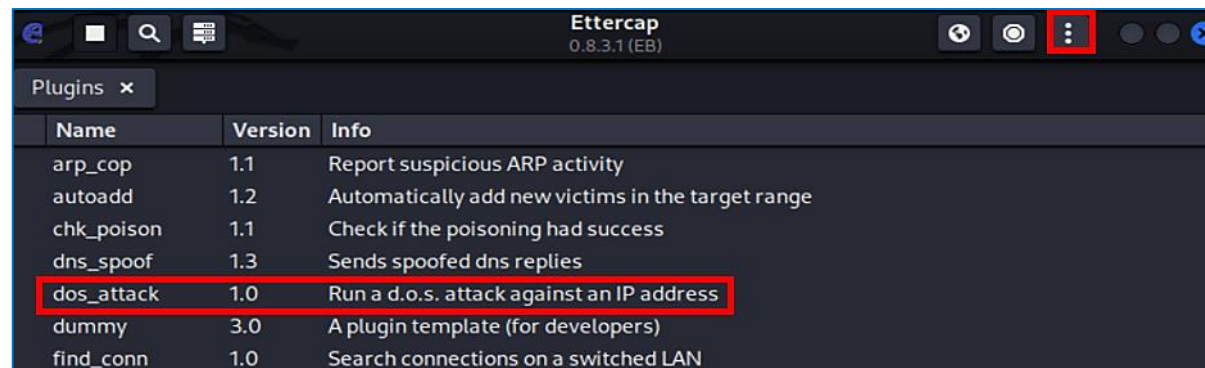 Ettercap
0.8.3.1 (EB)
Plugins ×
Name Version Info
arp_cop 1.1 Report suspicious ARP activity
autoadd 1.2 Automatically add new victims in the target range
chk_poison 1.1 Check if the poisoning had success
dns_spoof 1.3 Sends spoofed dns replies
dos_attack 1.0 Run a d.o.s. attack against an IP address
dummy 3.0 A plugin template (for developers)
find_conn 1.0 Search connections on a switched LAN